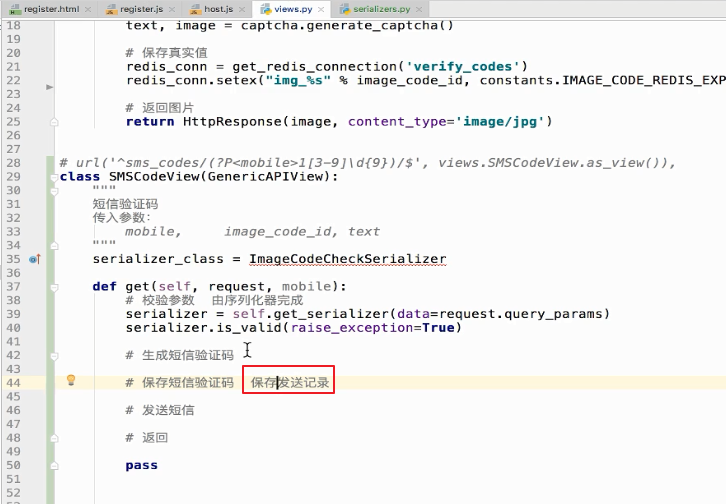 register.html
register.js
host.js
views.py
serializers.py
18 text, image = captcha.generate_captcha()
19
20 # 保存真实值
21 redis_conn = get_redis_connection('verify_codes')
22 redis_conn.setex("img_%s" % image_code_id, constants.IMAGE_CODE_REDIS_EXP
23
24 # 返回图片
25 return HttpResponse(image, content_type='image/jpg')
26
27
28 # url('^sms_codes/(?P<mobile>1[3-9]\d{9})/$', views.SMSCodeView.as_view()),
29 class SMSCodeView(GenericAPIView):
30 """
31 短信验证码
32 传入参数:
33 mobile, image_code_id, text
34 """
35 serializer_class = ImageCodeCheckSerializer
36
37 def get(self, request, mobile):
38 # 校验参数 由序列化器完成
39 serializer = self.get_serializer(data=request.query_params)
40 serializer.is_valid(raise_exception=True)
41
42 # 生成短信验证码
43
44 # 保存短信验证码 保存发送记录
45
46 # 发送短信
47
48 # 返回
49
50 pass
51
52